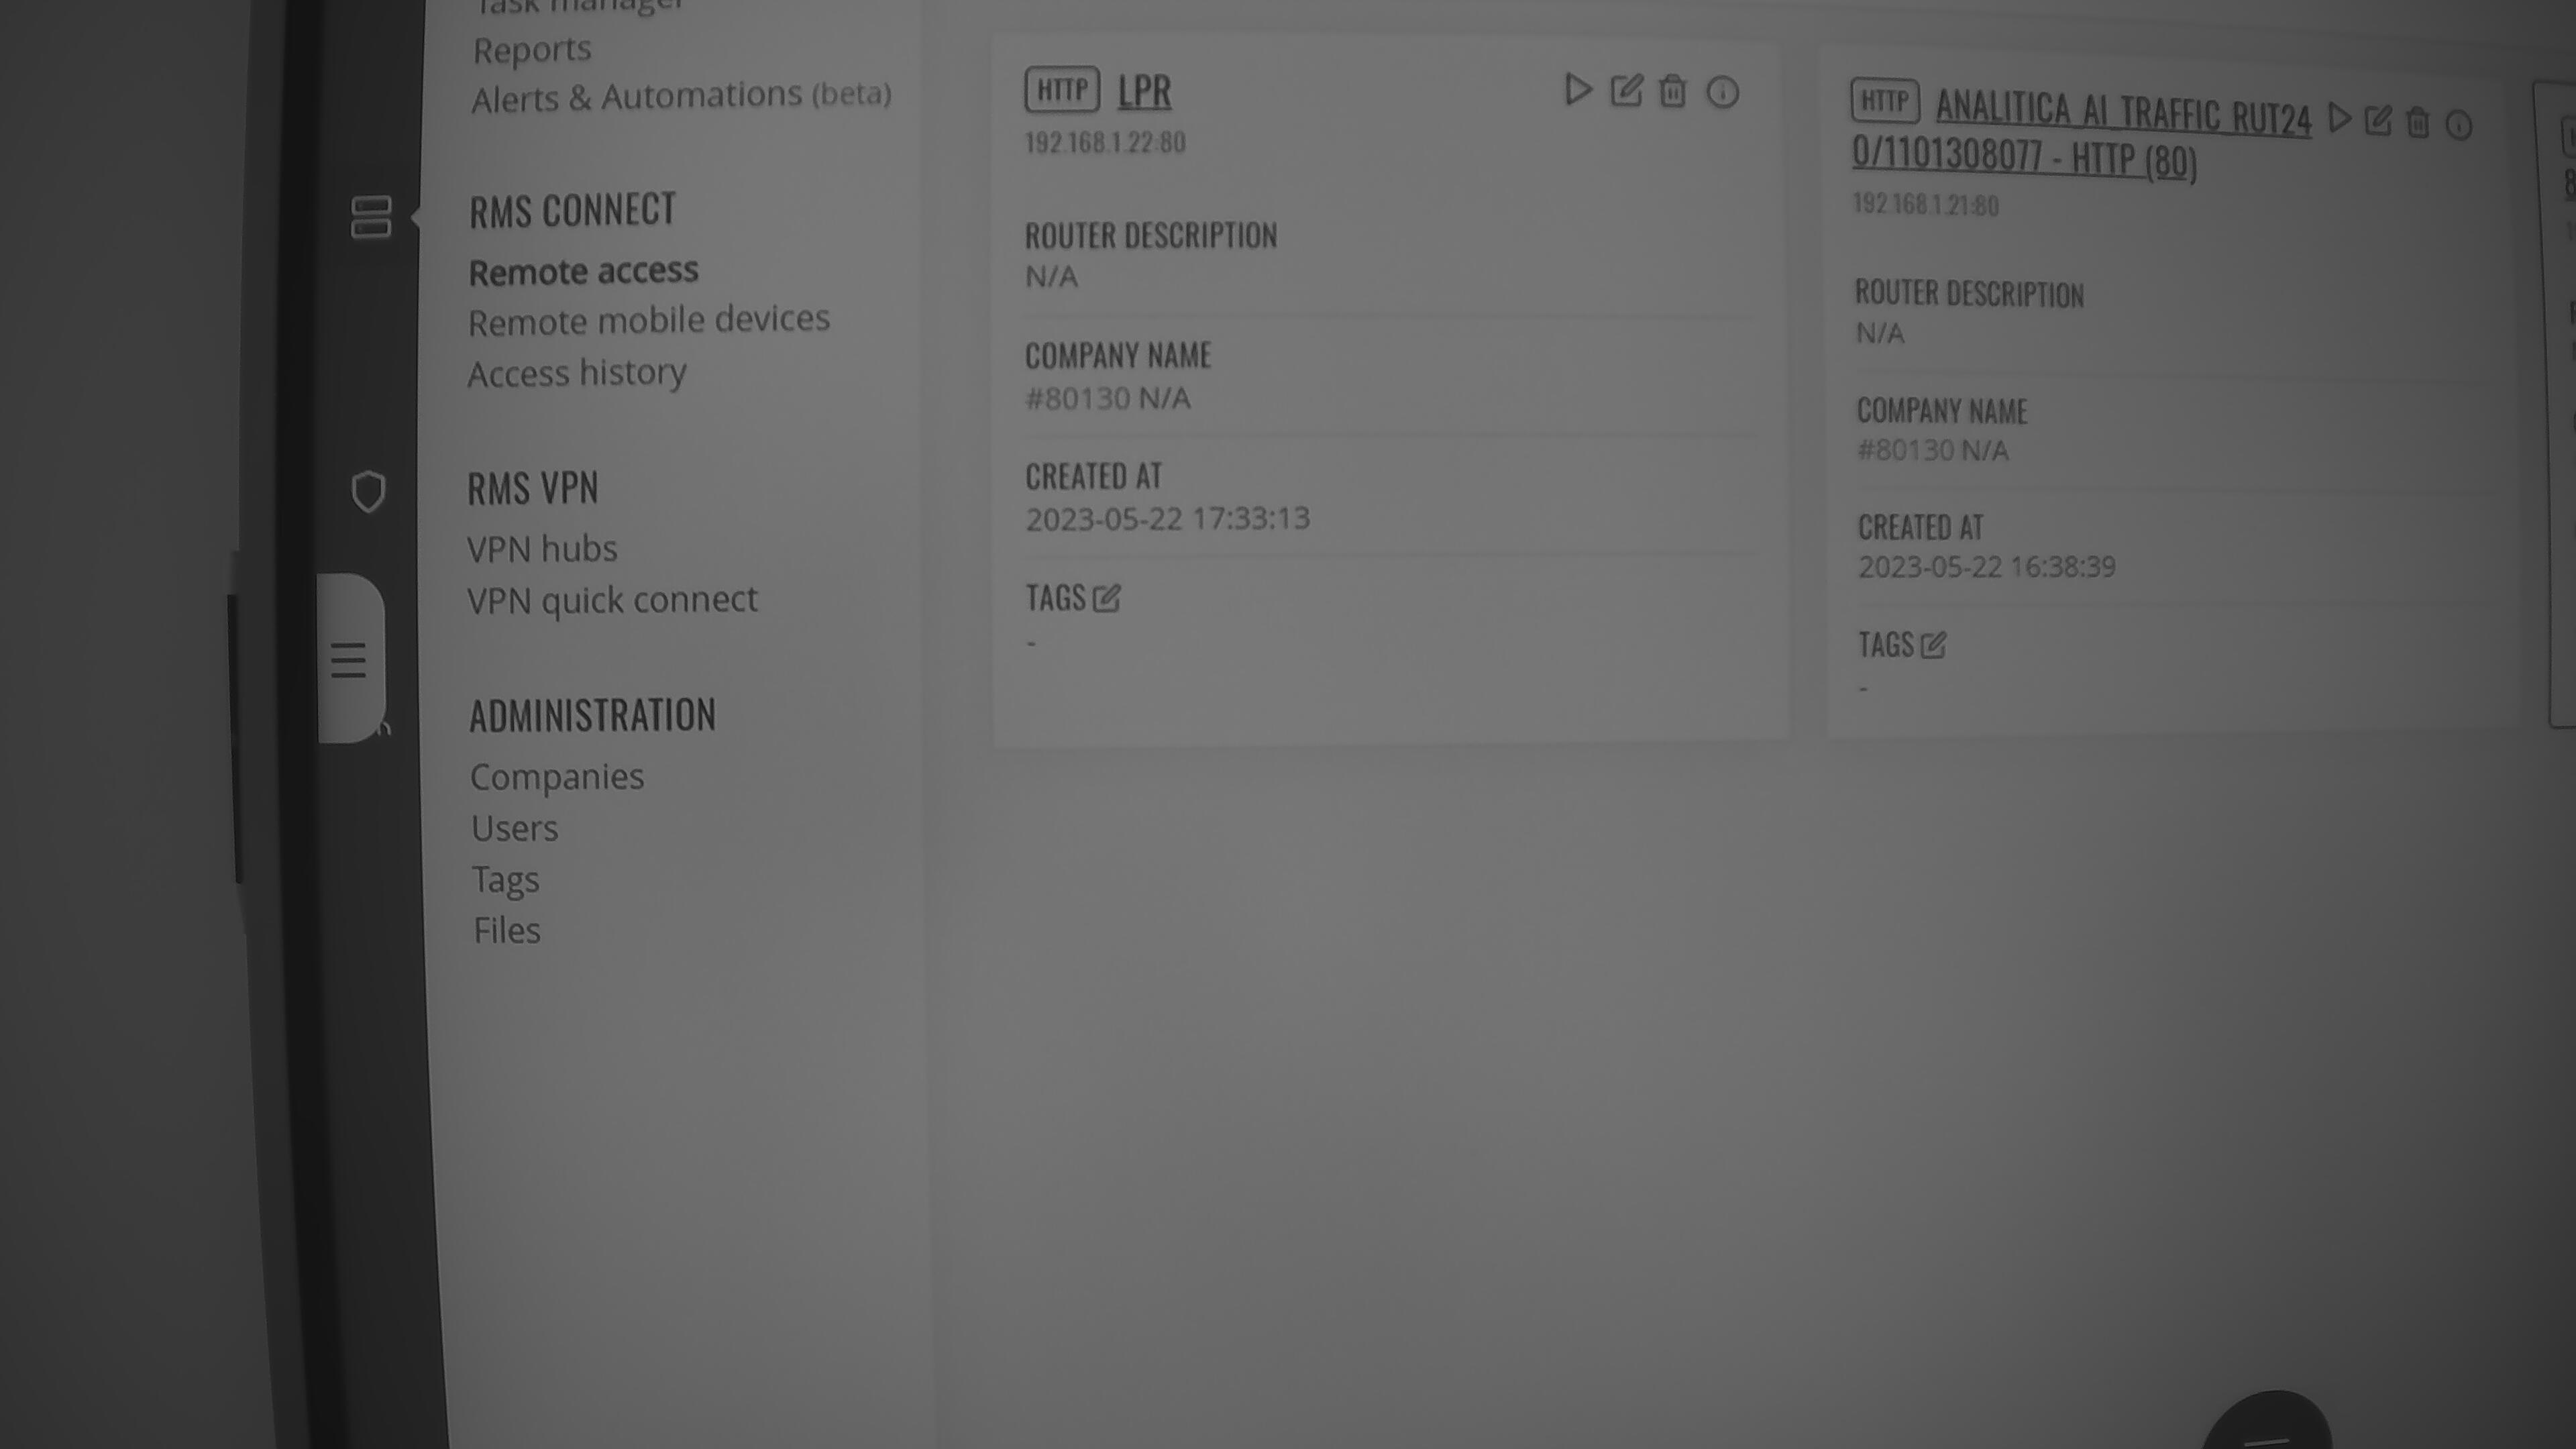 Task manager
Reports
Alerts & Automations (beta)
RMS CONNECT
Remote access
Remote mobile devices
Access history
RMS VPN
VPN hubs
VPN quick connect
ADMINISTRATION
Companies
Users
Tags
Files
HTTP LPR
192.168.1.22:80
ROUTER DESCRIPTION
N/A
COMPANY NAME
#80130 N/A
CREATED AT
2023-05-22 17:33:13
TAGS
-
HTTP ANALITICA AI TRAFFIC RUT24
0/1101308077 - HTTP (80)
192.168.1.21:80
ROUTER DESCRIPTION
N/A
COMPANY NAME
#80130 N/A
CREATED AT
2023-05-22 16:38:39
TAGS
-